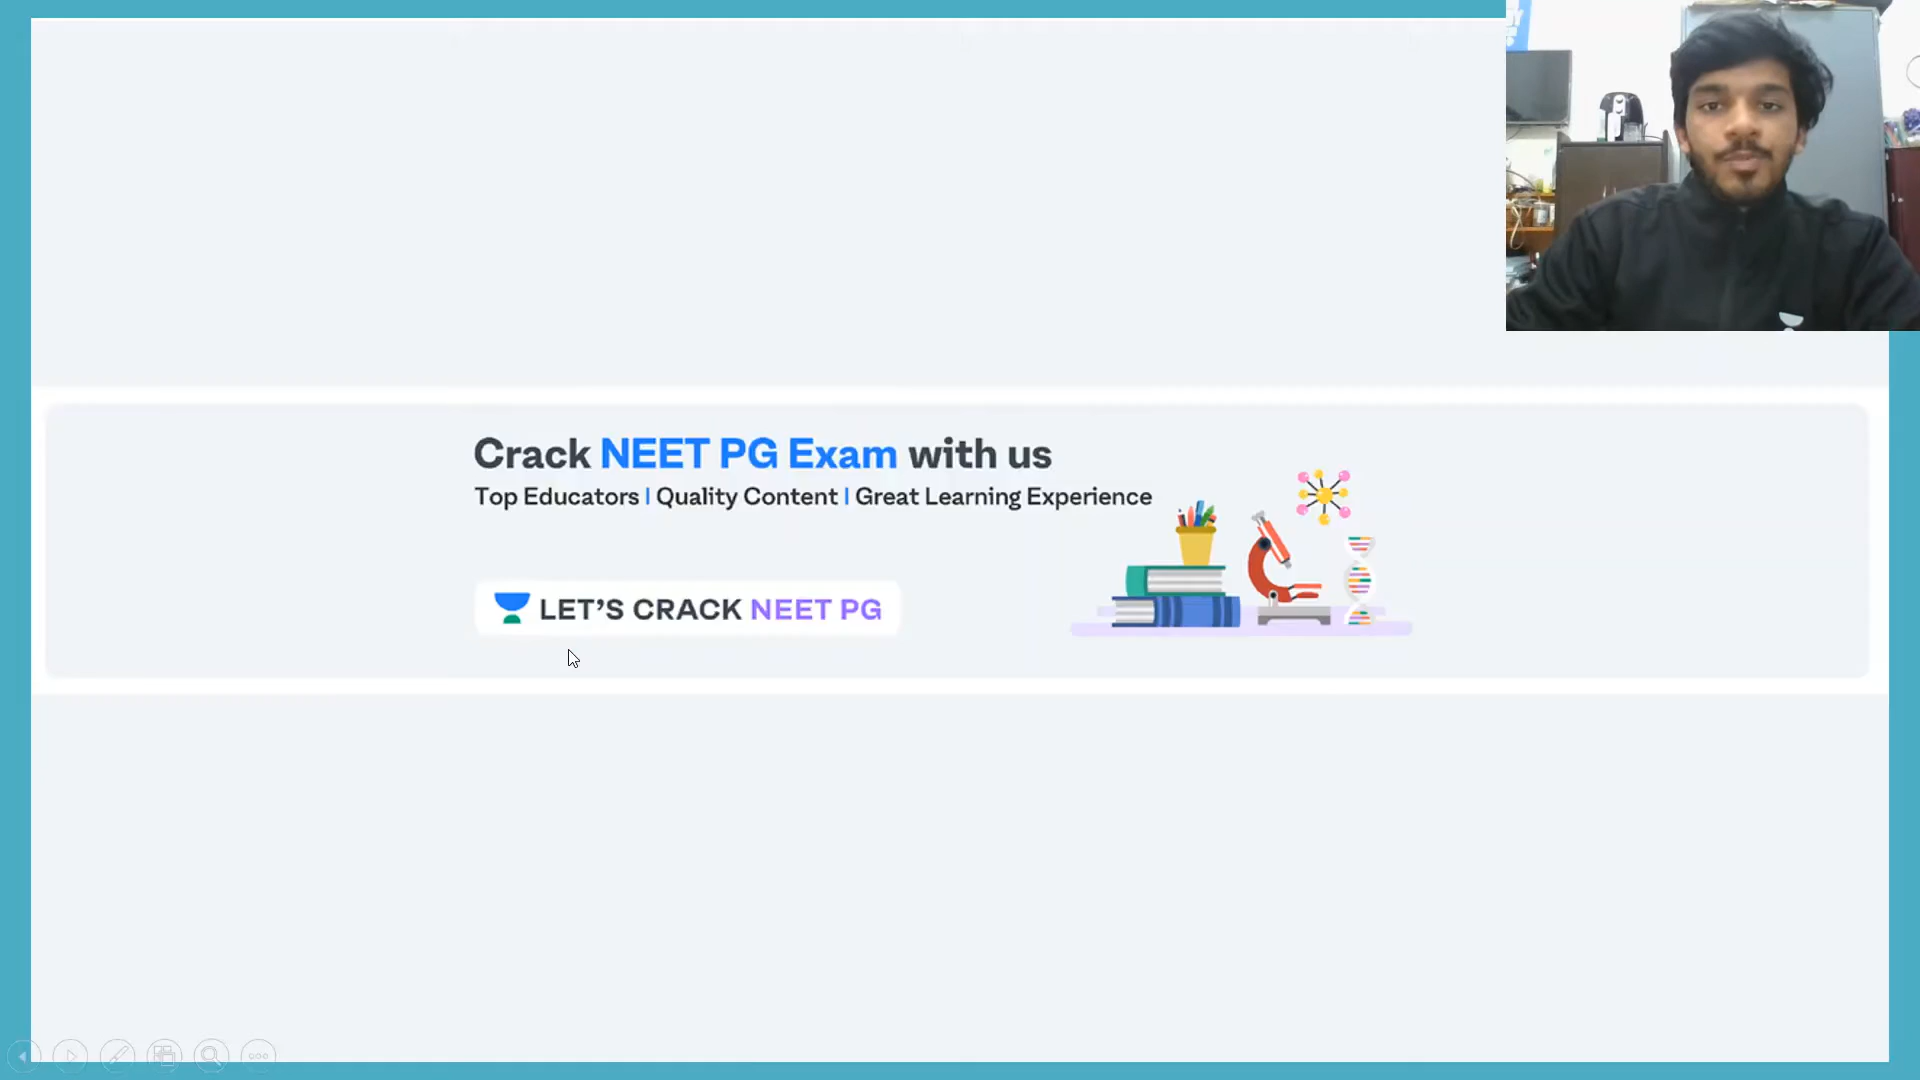 Crack NEET PG Exam with us
Top Educators | Quality Content | Great Learning Experience
LET'S CRACK NEET PG